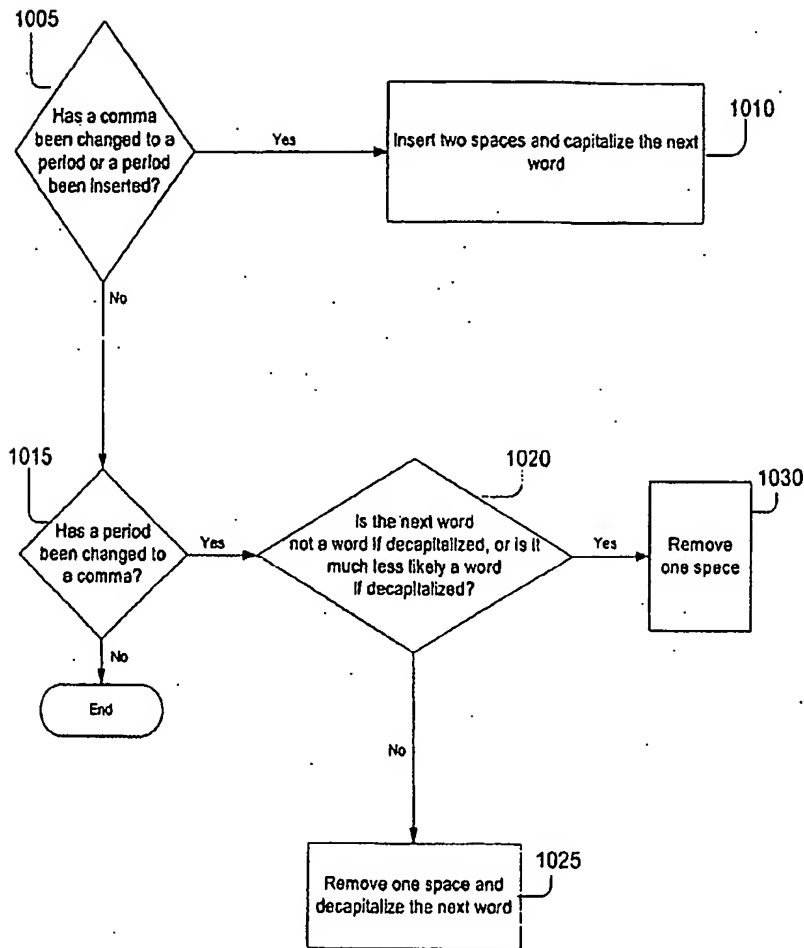 1005
Has a comma
been changed to a
period or a period
been inserted?
Yes
Insert two spaces and capitalize the next
word
1010
No
1015
Has a period
been changed to
a comma?
Yes
1020
Is the next word
not a word if decapitalized, or is it
much less likely a word
if decapitalized?
Yes
1030
Remove
one space
No
End
No
Remove one space and
decapitalize the next word
1025